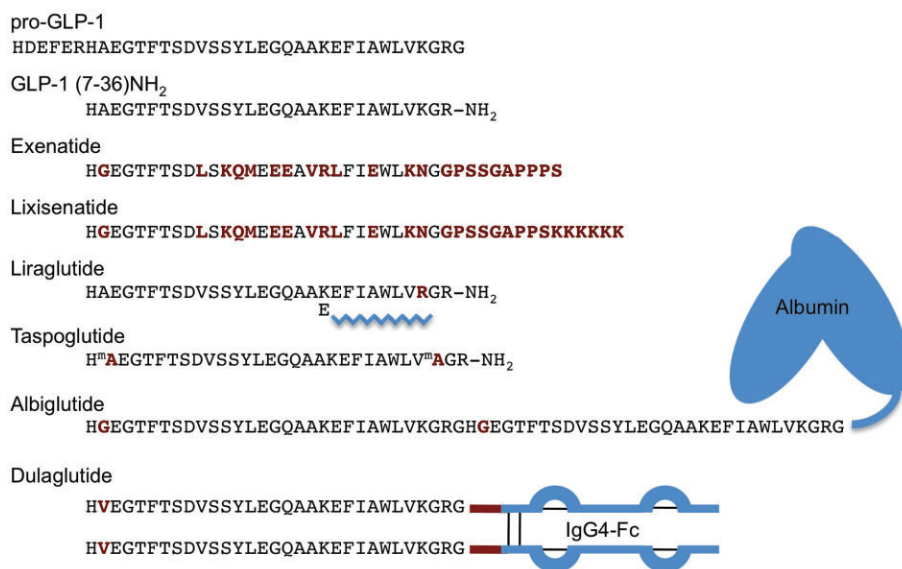 pro-GLP-1
HDEFERHAEGTFTSDVSSYLEGQAAKEFIAWLVKGRG
GLP-1 (7-36)NH₂
HAEGTFTSDVSSYLEGQAAKEFIAWLVKGR-NH₂
Exenatide
HGEGTFTSDLSKQMEEEAVRLFIEWLKNGGPSSGAPPPS
Lixisenatide
HGEGTFTSDLSKQMEEEAVRLFIEWLKNGGPSSGAPPSKKKKKK
Liraglutide
HAEGTFTSDVSSYLEGQAAKEFIAWLVRGR-NH₂
E
Taspoglutide
HᵐAEGTFTSDVSSYLEGQAAKEFIAWLVᵐAGR-NH₂
Albumin
Albiglutide
HGEGTFTSDVSSYLEGQAAKEFIAWLVKGRGHGEGTFTSDVSSYLEGQAAKEFIAWLVKGRG
Dulaglutide
HVEGTFTSDVSSYLEGQAAKEFIAWLVKGRG
IgG4-Fc
HVEGTFTSDVSSYLEGQAAKEFIAWLVKGRG